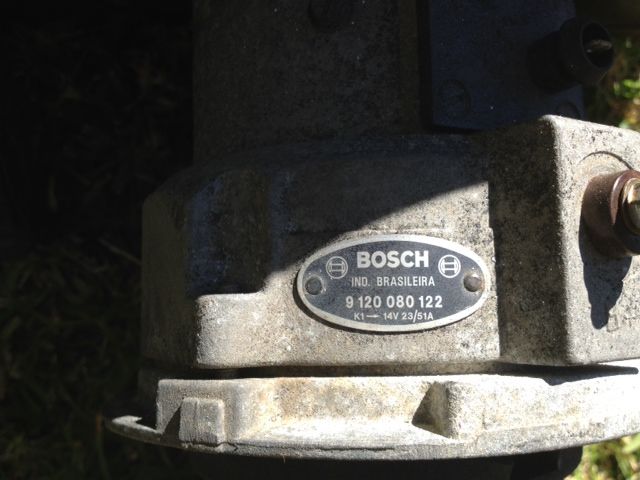 BOSCH
IND. BRASILEIRA
9 120 080 122
K1→ 14V 23/51A